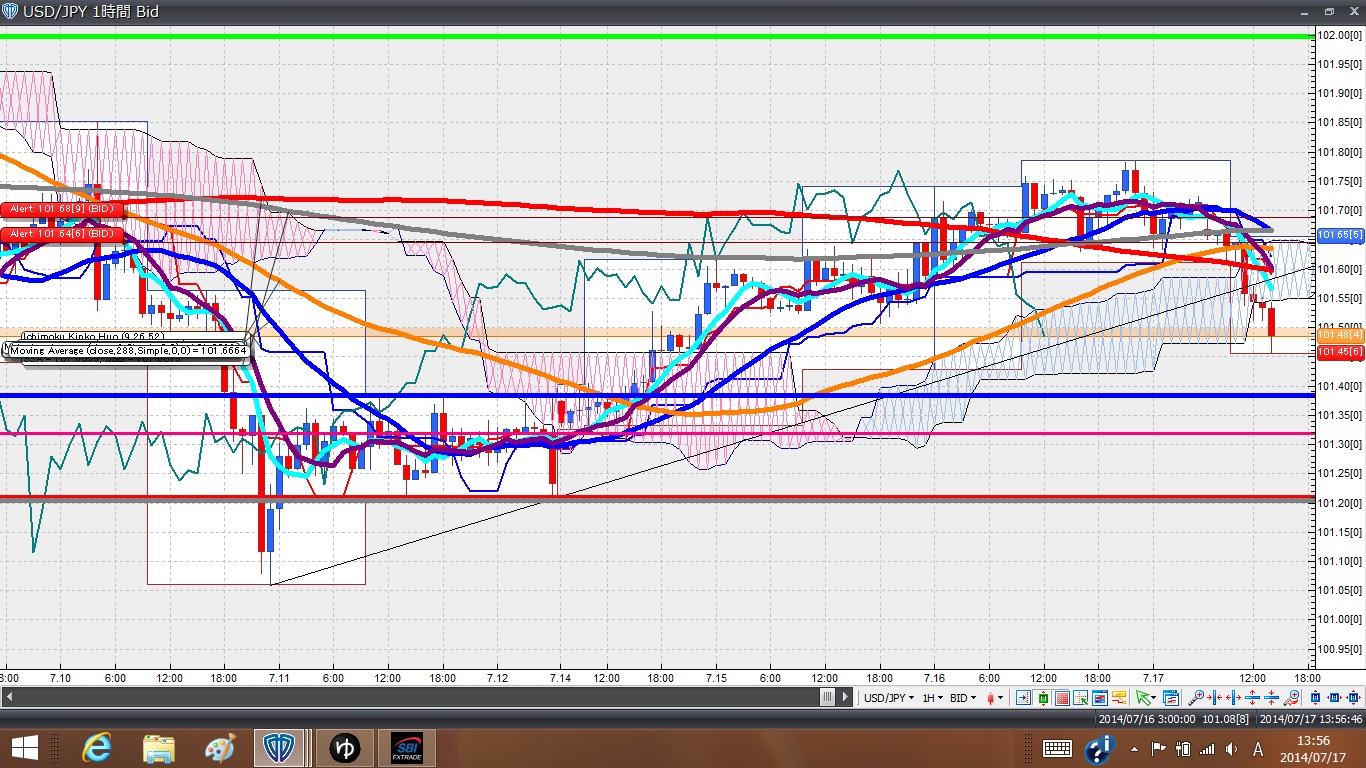 USD/JPY 1時間 Bid
102.00[0]
101.95[0]
101.90[0]
101.85[0]
101.80[0]
101.75[0]
101.70[0]
101.65[5]
101.60[0]
101.55[0]
101.48[4]
101.45[6]
101.40[0]
101.35[0]
101.30[0]
101.25[0]
101.20[0]
101.15[0]
101.10[0]
101.05[0]
101.00[0]
100.95[0]
Alert: 101.68[9] (BID)
Alert: 101.64[6] (BID)
Ichimoku Kinko Hyo (9,26,52)
Moving Average (close,288,Simple,0,0) = 101.6664
7.10 6:00 12:00 18:00 7.11 6:00 12:00 18:00 7.12 7.14 6:00 12:00 18:00 7.15 6:00 12:00 18:00 7.16 6:00 12:00 18:00 7.17 12:00 18:00
USD/JPY 1H BID
2014/07/16 3:00:00 101.08[8] 2014/07/17 13:56:46
ゆ
SBI
FXTRADE
A
13:56
2014/07/17